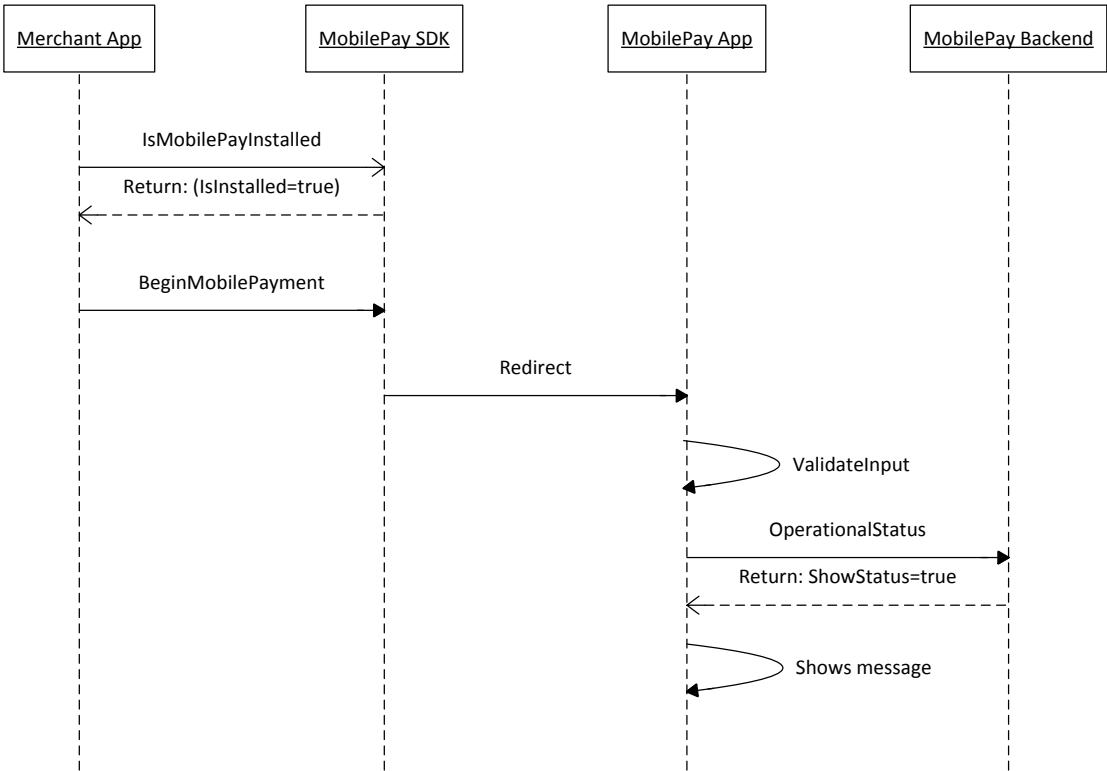 Merchant App
MobilePay SDK
MobilePay App
MobilePay Backend
IsMobilePayInstalled
Return: (IsInstalled=true)
BeginMobilePayment
Redirect
ValidateInput
OperationalStatus
Return: ShowStatus=true
Shows message